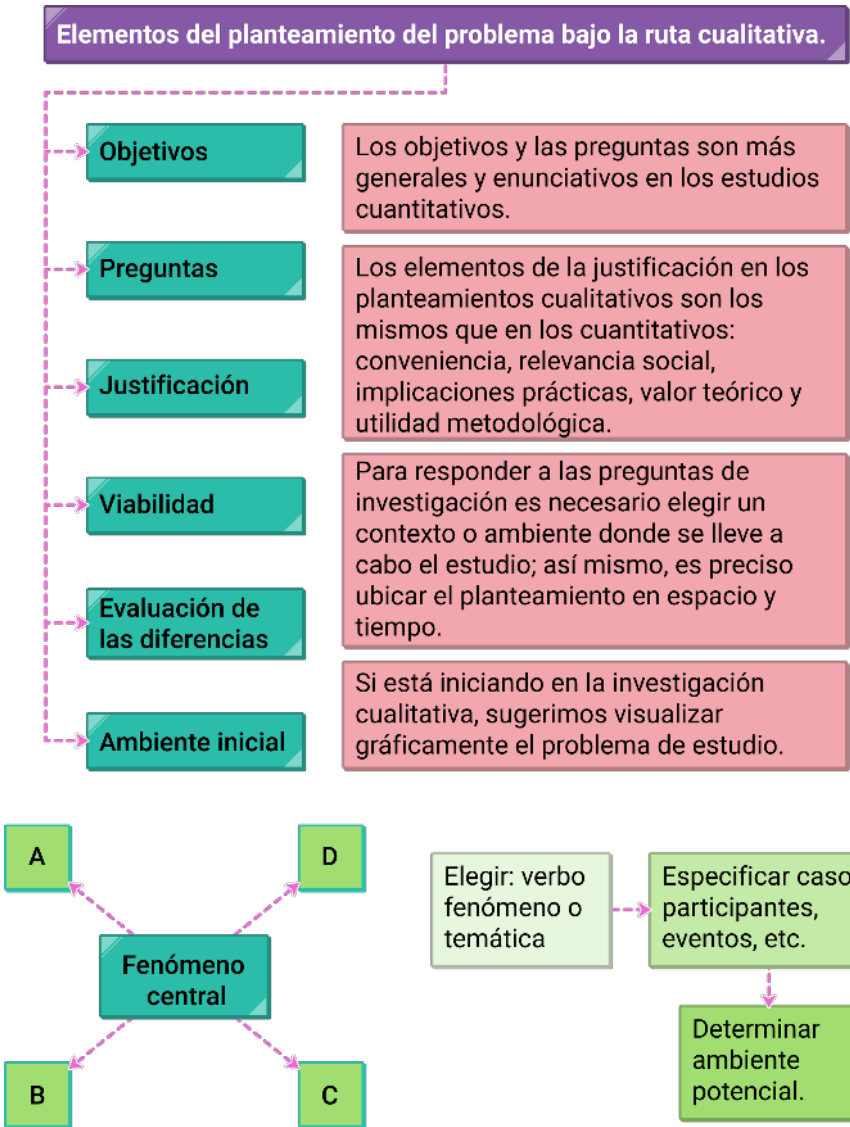 Elementos del planteamiento del problema bajo la ruta cualitativa.
Objetivos
Preguntas
Justificación
Viabilidad
Evaluación de
las diferencias
Ambiente inicial
Los objetivos y las preguntas son más
generales y enunciativos en los estudios
cuantitativos.
Los elementos de la justificación en los
planteamientos cualitativos son los
mismos que en los cuantitativos:
conveniencia, relevancia social,
implicaciones prácticas, valor teórico y
utilidad metodológica.
Para responder a las preguntas de
investigación es necesario elegir un
contexto o ambiente donde se lleve a
cabo el estudio; así mismo, es preciso
ubicar el planteamiento en espacio y
tiempo.
Si está iniciando en la investigación
cualitativa, sugerimos visualizar
gráficamente el problema de estudio.
A
D
Fenómeno
central
B
C
Elegir: verbo
fenómeno o
temática
Especificar caso
participantes,
eventos, etc.
Determinar
ambiente
potencial.